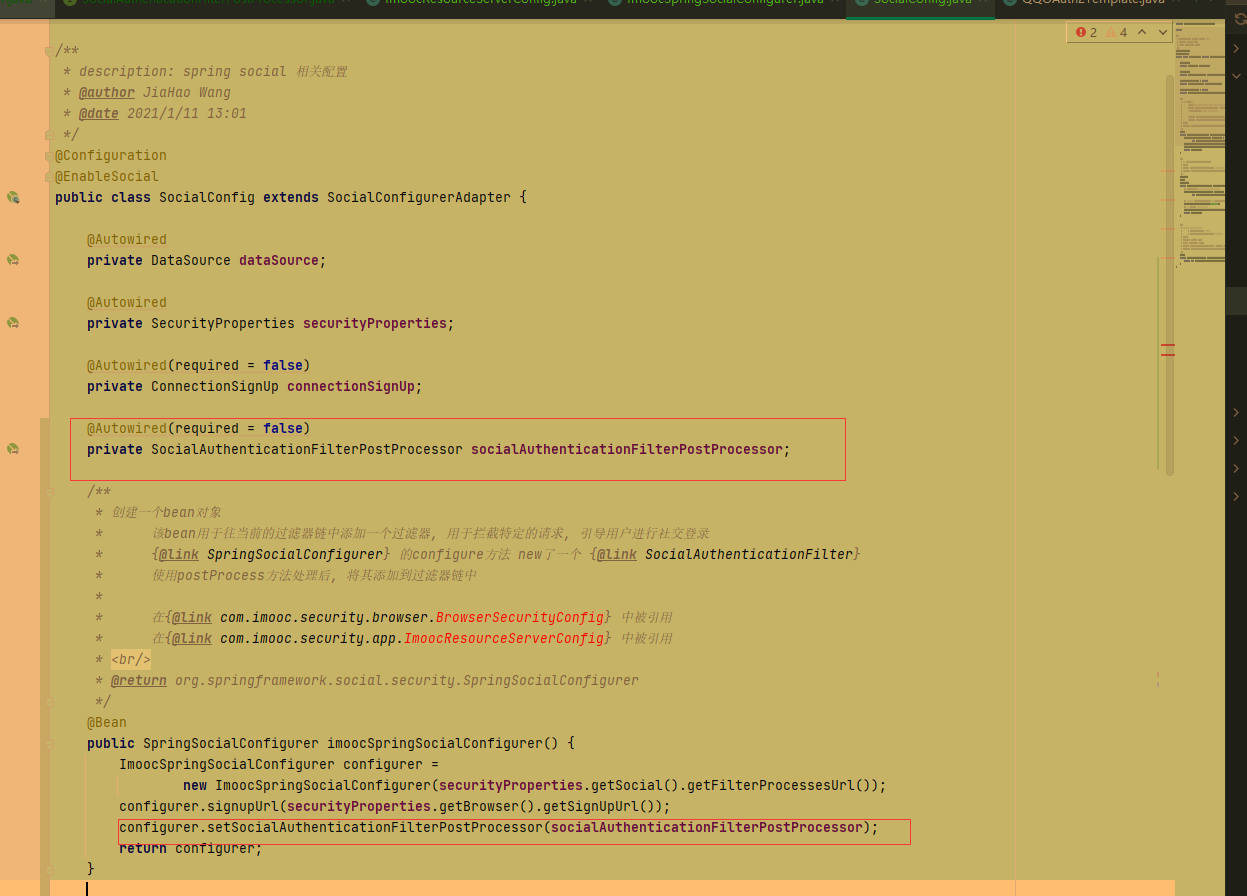 SocialAuthenticationFilterPostProcessor.java ImoocResourceServerConfig.java ImoocSpringSocialConfigurer.java SocialConfig.java QQOAuth2Template.java
2 4
/**
* description: spring social 相关配置
* @author JiaHao Wang
* @date 2021/1/11 13:01
*/
@Configuration
@EnableSocial
public class SocialConfig extends SocialConfigurerAdapter {
@Autowired
private DataSource dataSource;
@Autowired
private SecurityProperties securityProperties;
@Autowired(required = false)
private ConnectionSignUp connectionSignUp;
@Autowired(required = false)
private SocialAuthenticationFilterPostProcessor socialAuthenticationFilterPostProcessor;
/**
* 创建一个bean对象
* 该bean用于往当前的过滤器链中添加一个过滤器, 用于拦截特定的请求, 引导用户进行社交登录
* {@link SpringSocialConfigurer} 的configure方法 new了一个 {@link SocialAuthenticationFilter}
* 使用postProcess方法处理后, 将其添加到过滤器链中
*
* 在{@link com.imooc.security.browser.BrowserSecurityConfig} 中被引用
* 在{@link com.imooc.security.app.ImoocResourceServerConfig} 中被引用
* <br/>
* @return org.springframework.social.security.SpringSocialConfigurer
*/
@Bean
public SpringSocialConfigurer imoocSpringSocialConfigurer() {
ImoocSpringSocialConfigurer configurer =
new ImoocSpringSocialConfigurer(securityProperties.getSocial().getFilterProcessesUrl());
configurer.signupUrl(securityProperties.getBrowser().getSignUpUrl());
configurer.setSocialAuthenticationFilterPostProcessor(socialAuthenticationFilterPostProcessor);
return configurer;
}